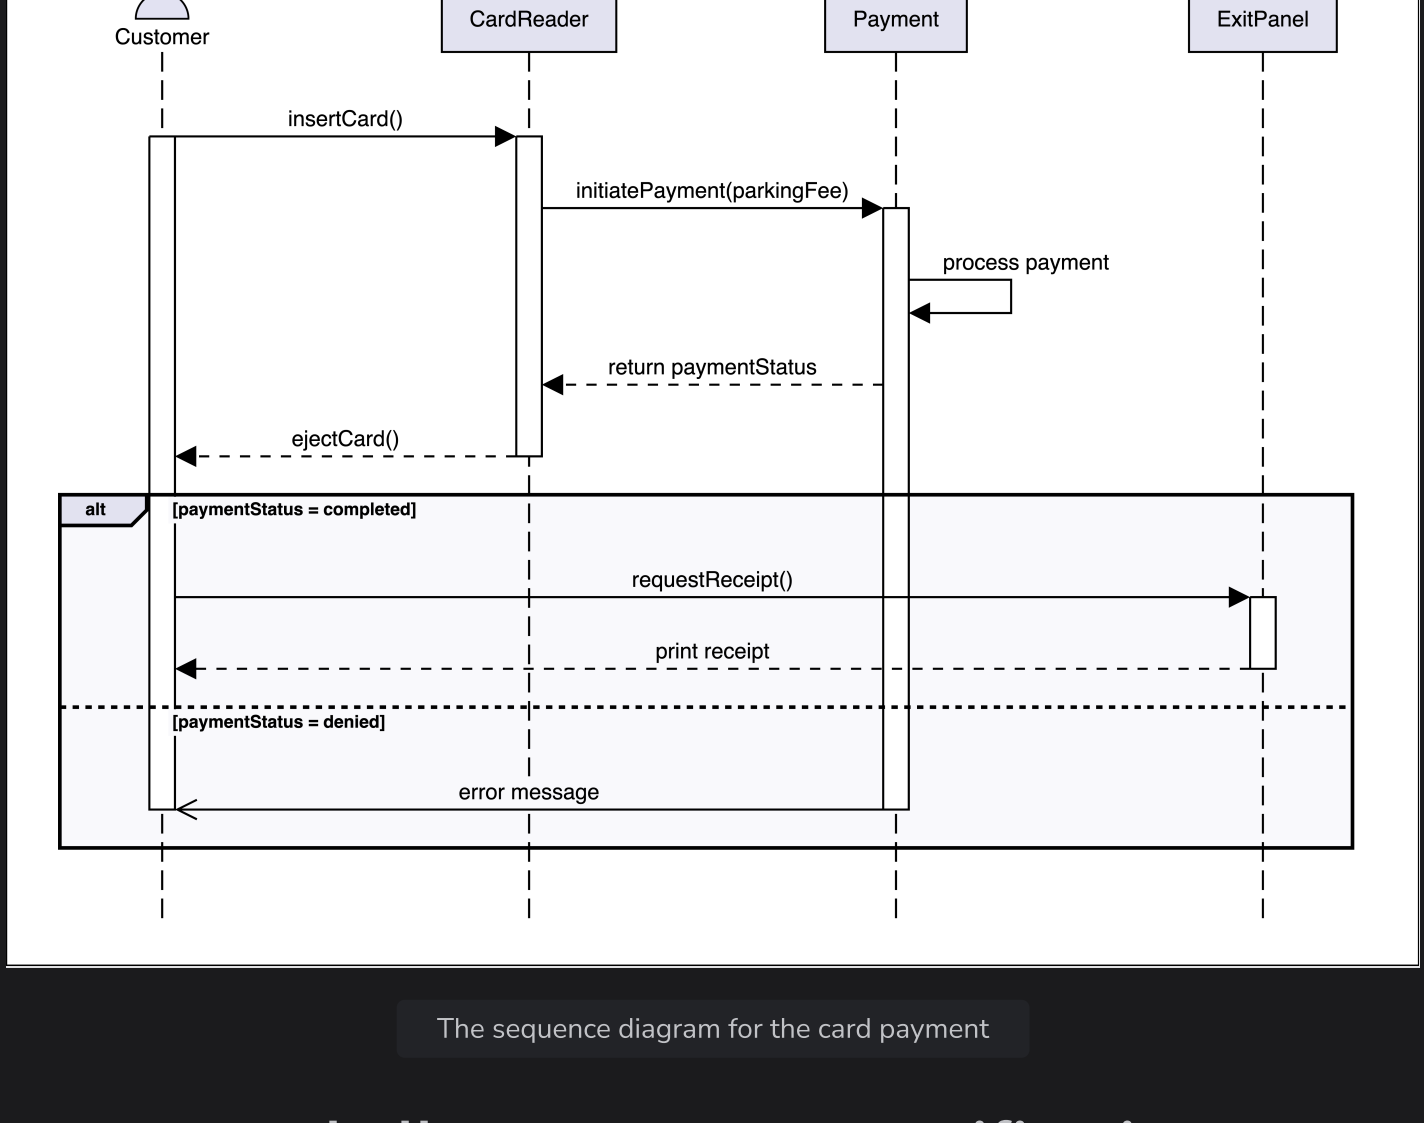 Customer
CardReader
Payment
ExitPanel
insertCard()
initiatePayment(parkingFee)
process payment
return paymentStatus
ejectCard()
alt
[paymentStatus = completed]
requestReceipt()
print receipt
[paymentStatus = denied]
error message
The sequence diagram for the card payment